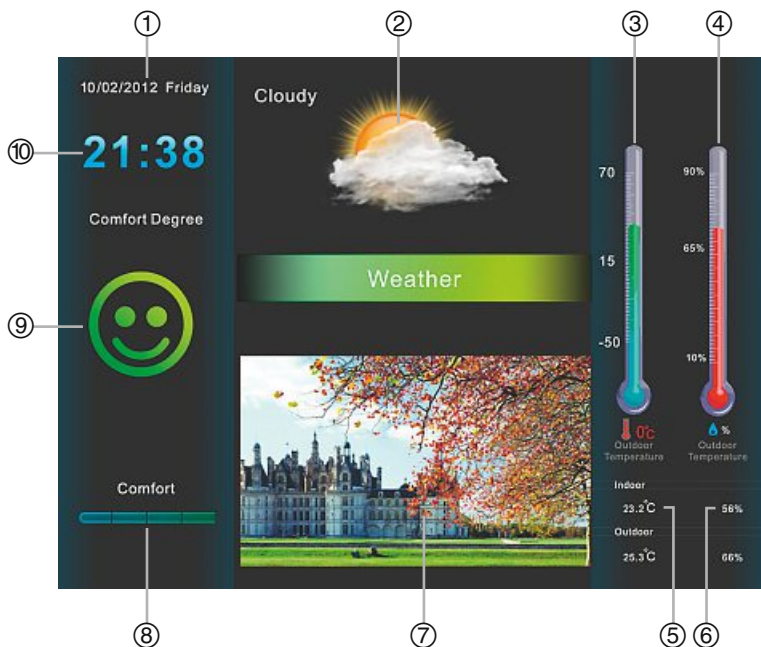 ① ② ③ ④
10/02/2012 Friday
⑩ 21:38
Comfort Degree
⑨
Comfort
⑧
Cloudy
Weather
⑦
70
15
-50
0°C
Outdoor
Temperature
90%
65%
10%
%
Outdoor
Temperature
Indoor
23.2°C 56%
Outdoor
25.3°C 66%
⑤ ⑥